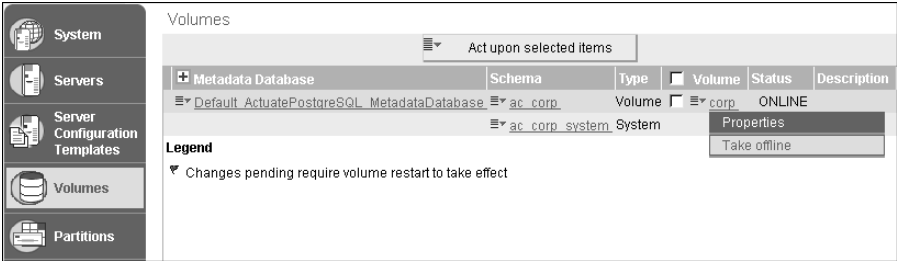 System
Servers
Server
Configuration
Templates
Volumes
Partitions
Volumes
Act upon selected items
Metadata Database Schema Type Volume Status Description
Default_ActuatePostgreSQL_MetadataDatabase ac_corp Volume corp ONLINE
ac_corp_system System
Properties
Take offline
Legend
Changes pending require volume restart to take effect